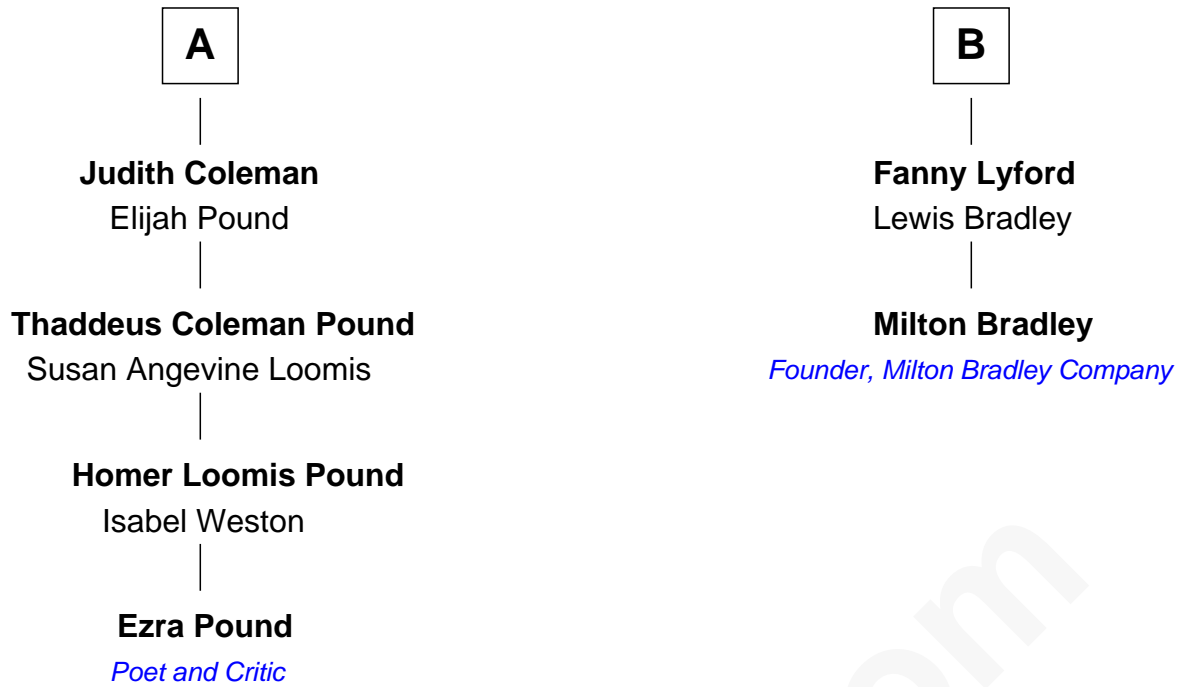 A
Judith Coleman
Elijah Pound
Thaddeus Coleman Pound
Susan Angevine Loomis
Homer Loomis Pound
Isabel Weston
Ezra Pound
Poet and Critic
B
Fanny Lyford
Lewis Bradley
Milton Bradley
Founder, Milton Bradley Company
om